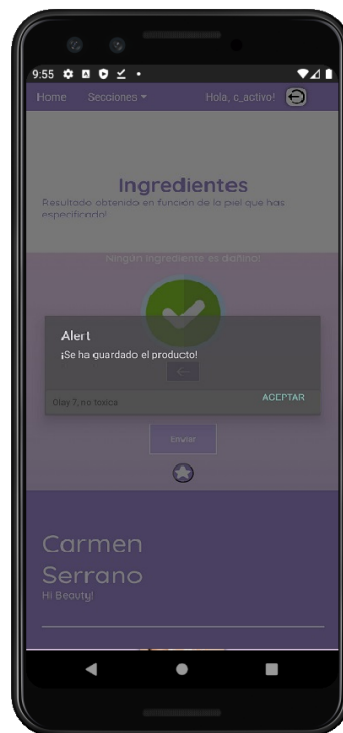 9:55
Home Secciones Hola, c_activo!
Ingredientes
Resultado obtenido en función de la piel que has
especificado!
Ningún ingrediente es dañino!
Alert
¡Se ha guardado el producto!
ACEPTAR
Olay 7, no toxica
Enviar
Carmen
Serrano
Hi Beauty!